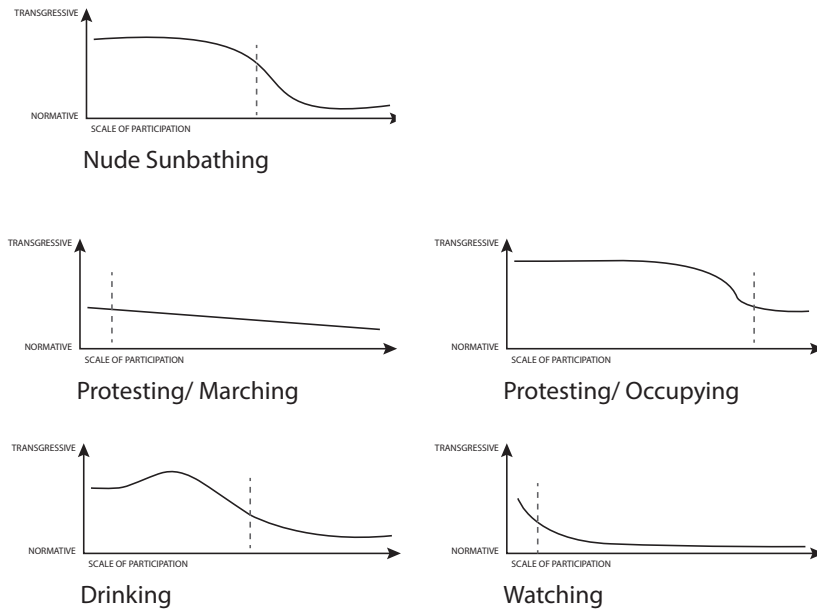 TRANSGRESSIVE
NORMATIVE
SCALE OF PARTICIPATION
Nude Sunbathing
TRANSGRESSIVE
NORMATIVE
SCALE OF PARTICIPATION
Protesting/ Marching
TRANSGRESSIVE
NORMATIVE
SCALE OF PARTICIPATION
Protesting/ Occupying
TRANSGRESSIVE
NORMATIVE
SCALE OF PARTICIPATION
Drinking
TRANSGRESSIVE
NORMATIVE
SCALE OF PARTICIPATION
Watching